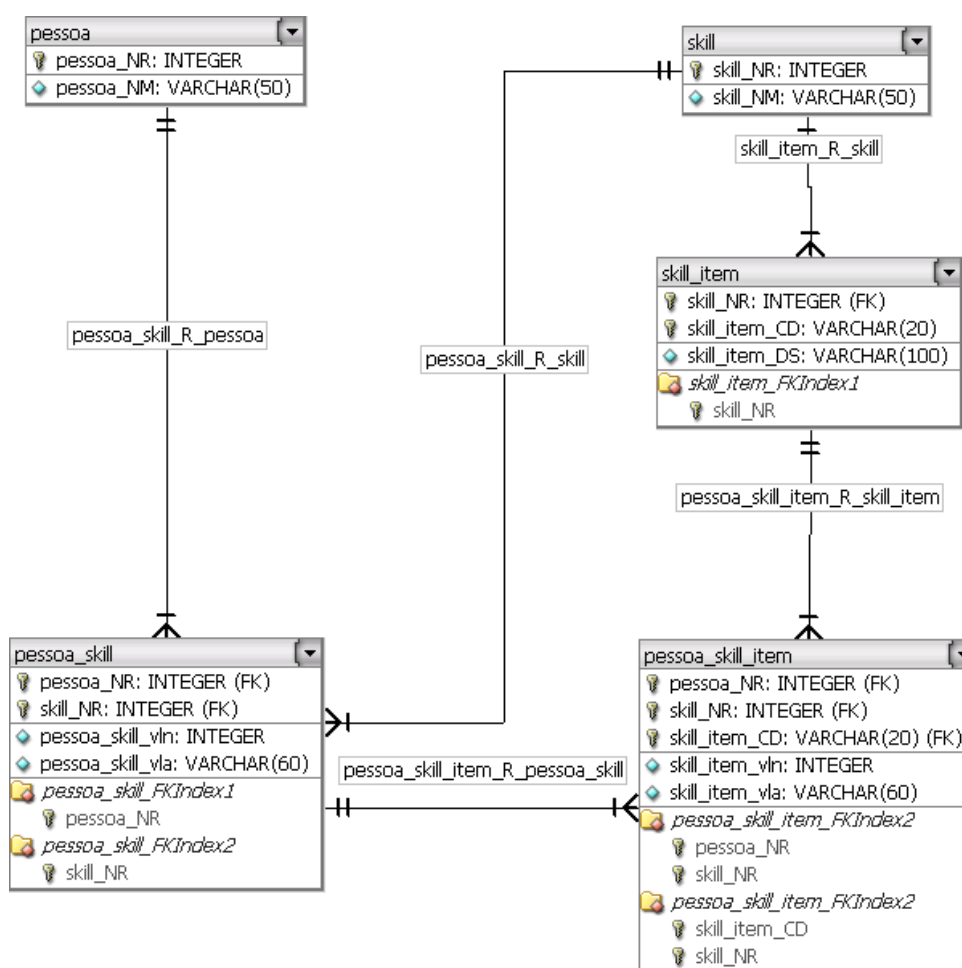 pessoa
pessoa_NR: INTEGER
pessoa_NM: VARCHAR(50)
skill
skill_NR: INTEGER
skill_NM: VARCHAR(50)
skill_item_R_skill
skill_item
skill_NR: INTEGER (FK)
skill_item_CD: VARCHAR(20)
skill_item_DS: VARCHAR(100)
skill_item_FKIndex1
skill_NR
pessoa_skill_R_pessoa
pessoa_skill_R_skill
pessoa_skill_item_R_skill_item
pessoa_skill
pessoa_NR: INTEGER (FK)
skill_NR: INTEGER (FK)
pessoa_skill_vln: INTEGER
pessoa_skill_vla: VARCHAR(60)
pessoa_skill_FKIndex1
pessoa_NR
pessoa_skill_FKIndex2
skill_NR
pessoa_skill_item_R_pessoa_skill
pessoa_skill_item
pessoa_NR: INTEGER (FK)
skill_NR: INTEGER (FK)
skill_item_CD: VARCHAR(20) (FK)
skill_item_vln: INTEGER
skill_item_vla: VARCHAR(60)
pessoa_skill_item_FKIndex2
pessoa_NR
skill_NR
pessoa_skill_item_FKIndex2
skill_item_CD
skill_NR